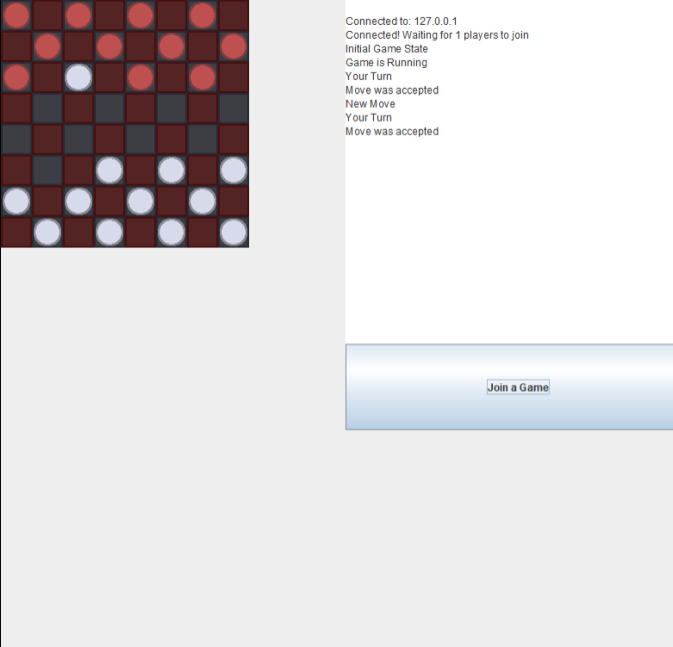 Connected to: 127.0.0.1
Connected! Waiting for 1 players to join
Initial Game State
Game is Running
Your Turn
Move was accepted
New Move
Your Turn
Move was accepted
Join a Game